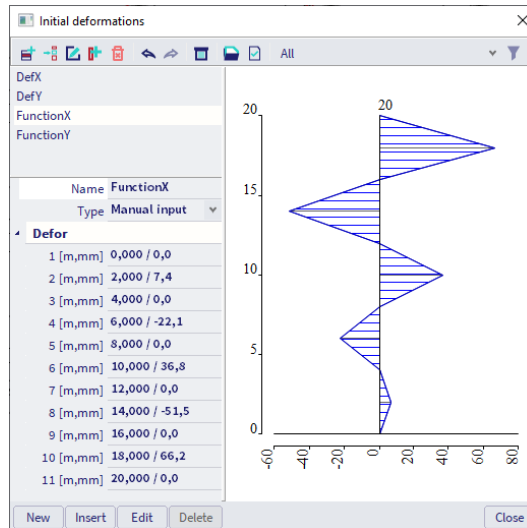 Initial deformations
All
DefX
DefY
FunctionX
FunctionY
Name FunctionX
Type Manual input
Defor
1 [m,mm] 0,000 / 0,0
2 [m,mm] 2,000 / 7,4
3 [m,mm] 4,000 / 0,0
4 [m,mm] 6,000 / -22,1
5 [m,mm] 8,000 / 0,0
6 [m,mm] 10,000 / 36,8
7 [m,mm] 12,000 / 0,0
8 [m,mm] 14,000 / -51,5
9 [m,mm] 16,000 / 0,0
10 [m,mm] 18,000 / 66,2
11 [m,mm] 20,000 / 0,0
20
20
15
10
5
0
-60 -40 -20 0 20 40 60 80
New Insert Edit Delete Close